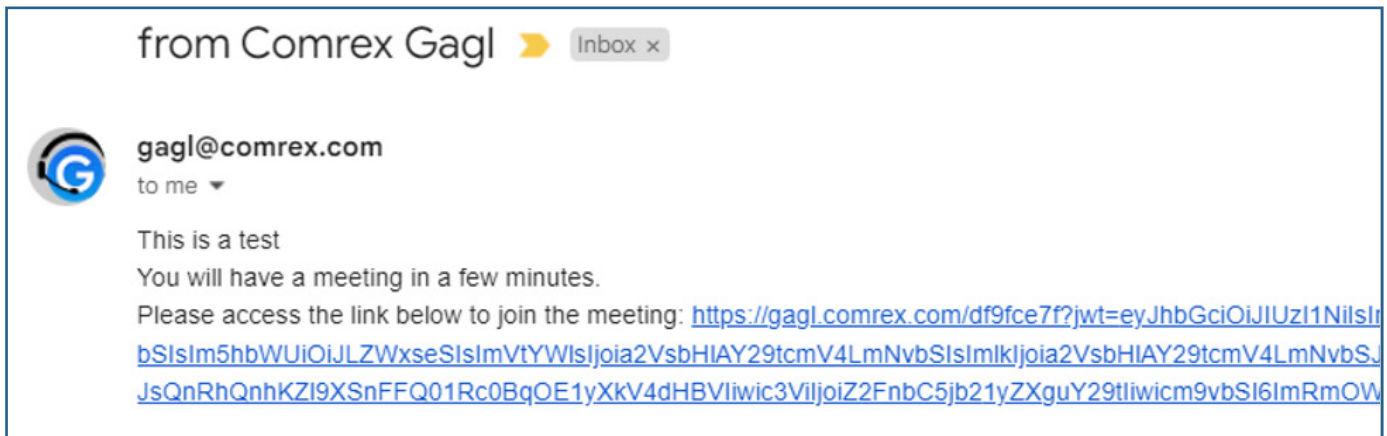 from Comrex Gagl Inbox ×
G
gagl@comrex.com
to me
This is a test
You will have a meeting in a few minutes.
Please access the link below to join the meeting: https://gagl.comrex.com/df9fce7f?jwt=eyJhbGciOiJIUzI1NiIsIr
bSIsIm5hbWUiOiJLZWxseSIsImVtYWlsIjoia2VsbHlAY29tcmV4LmNvbSIsImlkIjoia2VsbHlAY29tcmV4LmNvbSJ
JsQnRhQnhKZl9XSnFFQ01Rc0BqOE1yXkV4dHBVIiwic3ViIjoiZ2FnbC5jb21yZXguY29tIiwicm9vbSI6ImRmOW